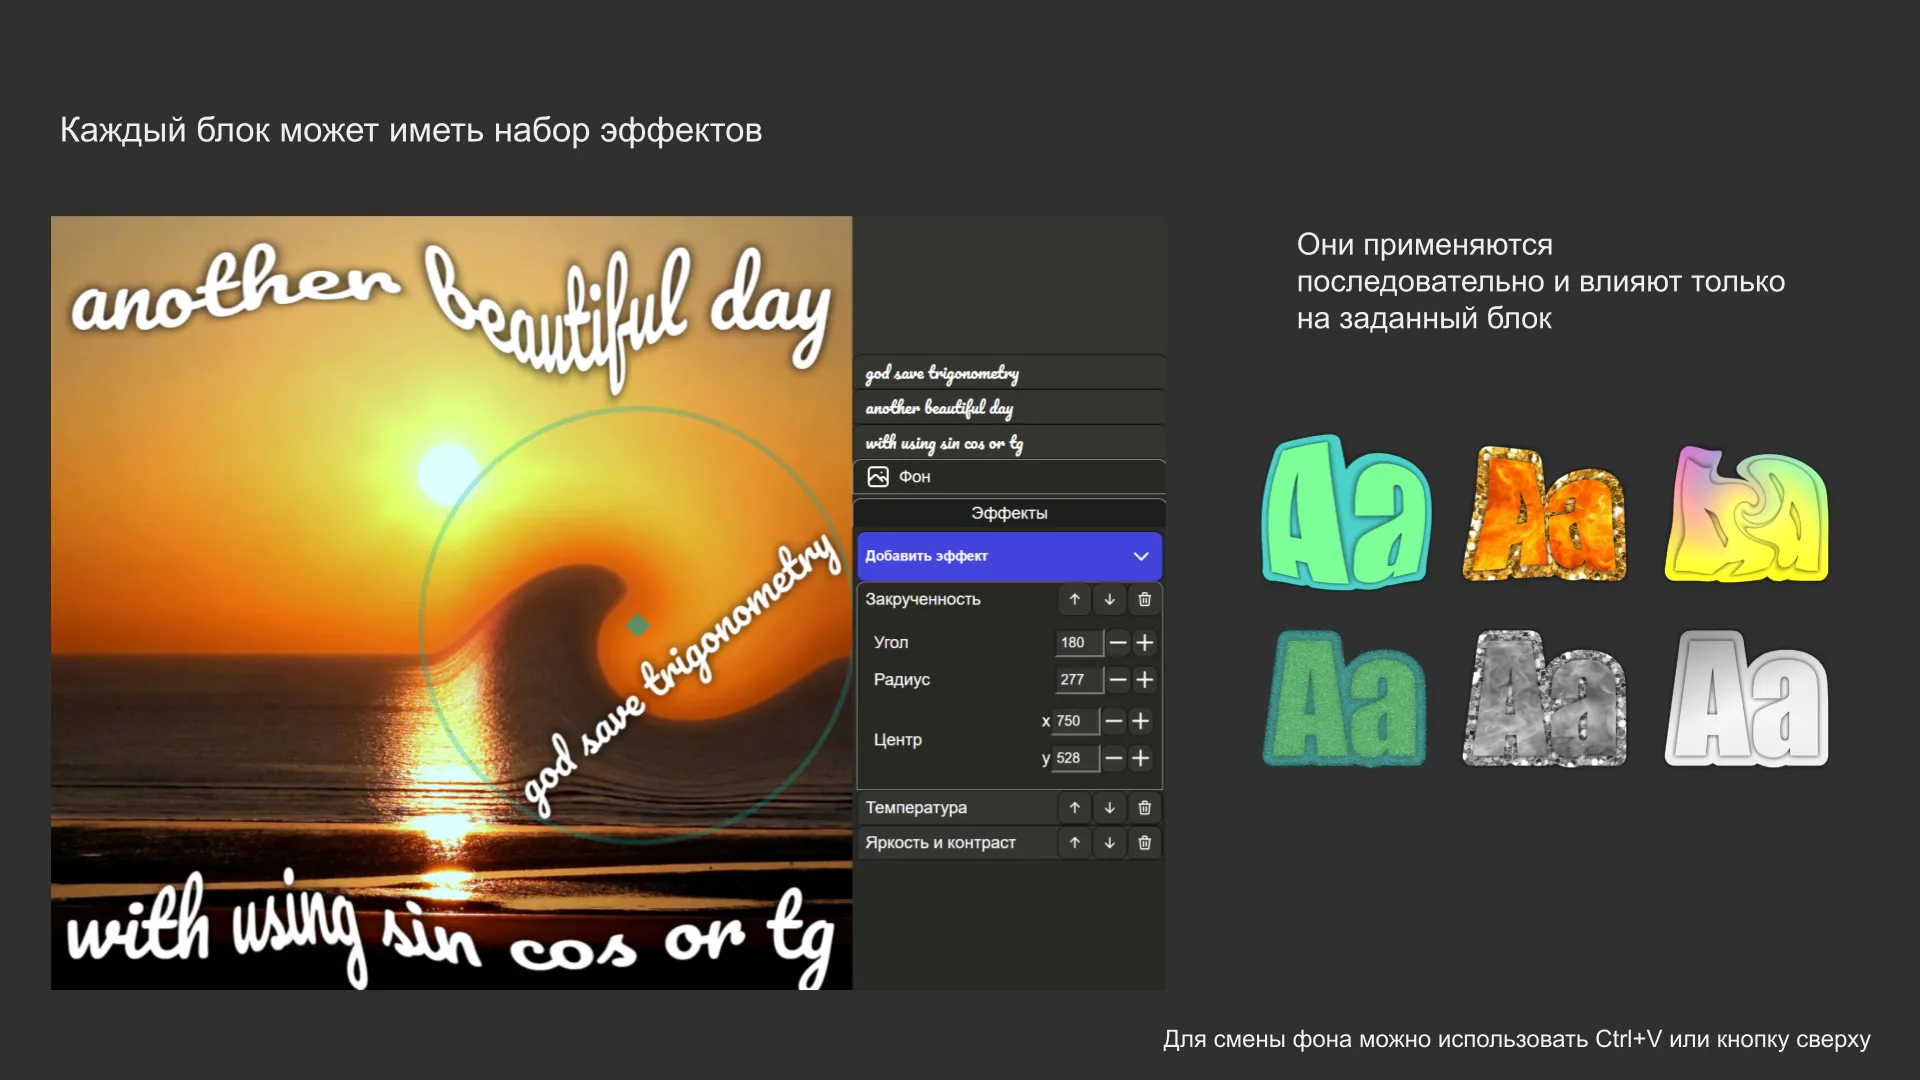 Каждый блок может иметь набор эффектов
another beautiful day
god save trigonometry
with using sin cos or tg
god save trigonometry
another beautiful day
with using sin cos or tg
Фон
Эффекты
Добавить эффект
Закрученность
Угол 180
Радиус 277
Центр
x 750
y 528
Температура
Яркость и контраст
Они применяются
последовательно и влияют только
на заданный блок
Aa Aa Aa
Aa Aa Aa
Для смены фона можно использовать Ctrl+V или кнопку сверху